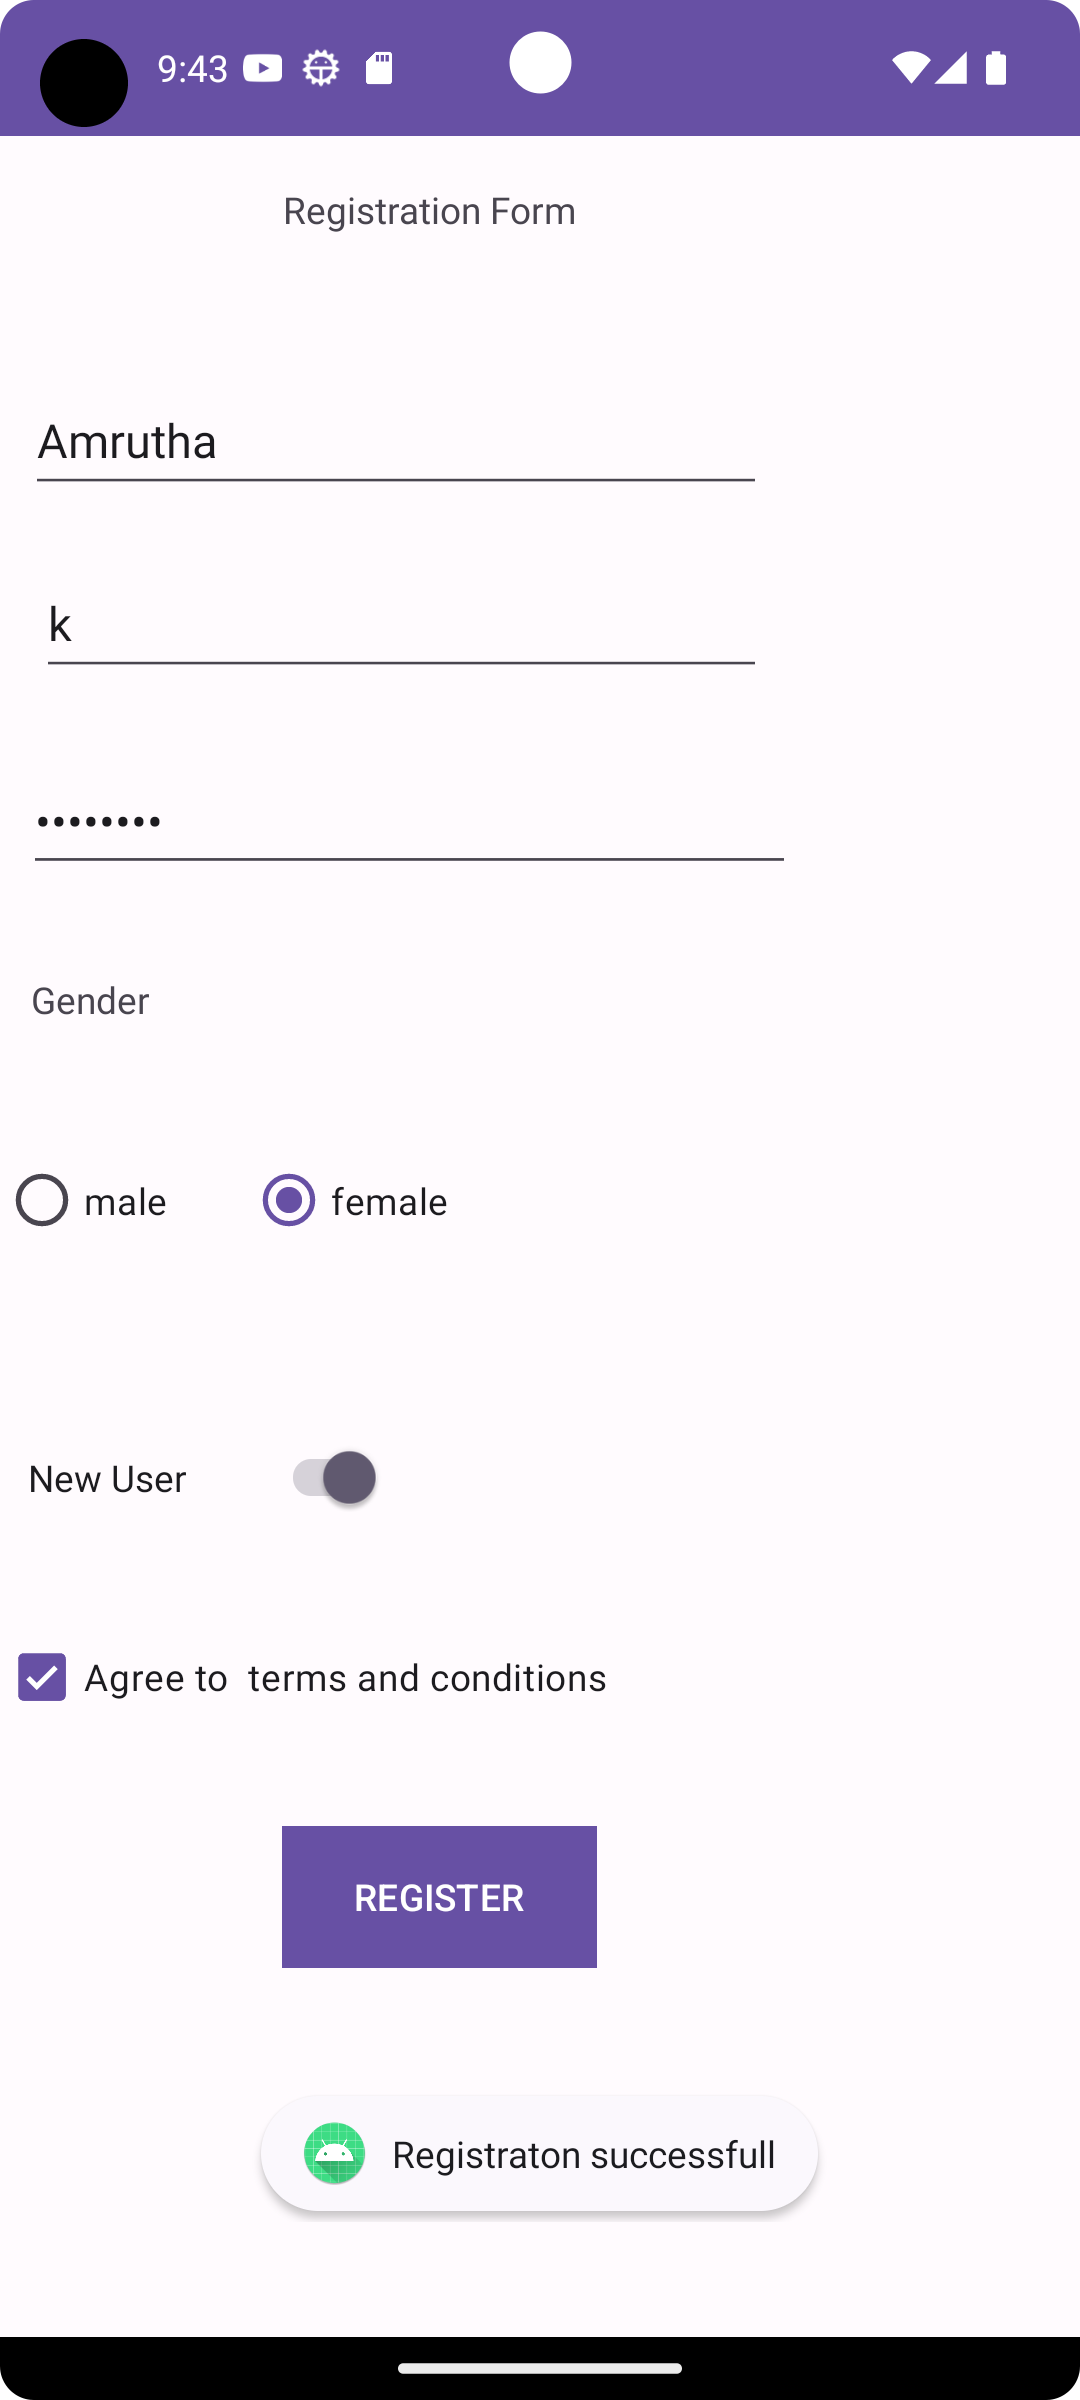 9:43
Registration Form
Amrutha
k
••••••••
Gender
male female
New User
Agree to  terms and conditions
REGISTER
Registraton successfull